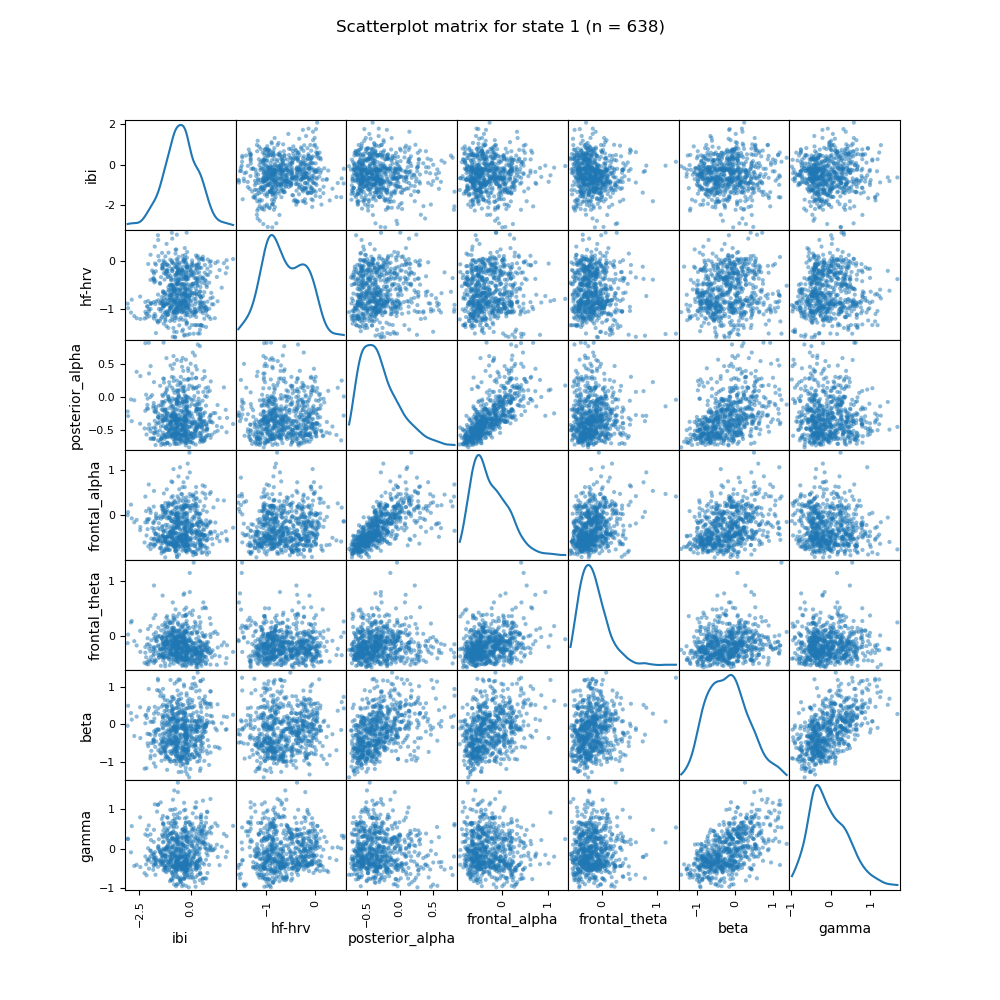 Scatterplot matrix for state 1 (n = 638)
ibi
2
0
−2
hf-hrv
0
−1
posterior_alpha
0.5
0.0
−0.5
frontal_alpha
1
0
frontal_theta
1
0
beta
1
0
−1
gamma
1
0
−1
−2.5
0.0
−1
0
−0.5
0.0
0.5
0
1
0
1
−1
0
1
−1
0
1
ibi
hf-hrv
posterior_alpha
frontal_alpha
frontal_theta
beta
gamma